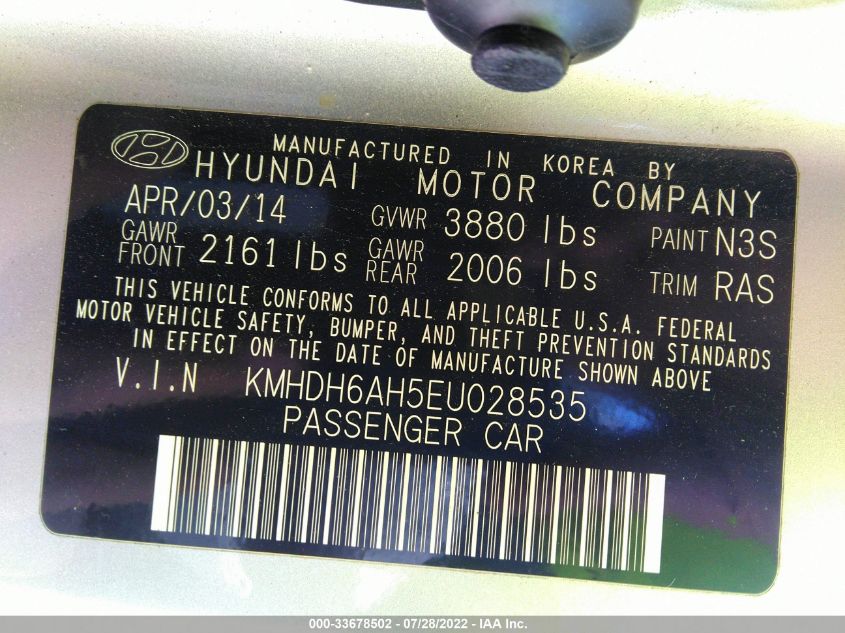 MANUFACTURED IN KOREA BY
HYUNDAI MOTOR COMPANY
APR/03/14 GVWR 3880 lbs PAINT N3S
GAWR FRONT 2161 lbs GAWR REAR 2006 lbs TRIM RAS
THIS VEHICLE CONFORMS TO ALL APPLICABLE U.S.A. FEDERAL
MOTOR VEHICLE SAFETY, BUMPER, AND THEFT PREVENTION STANDARDS
IN EFFECT ON THE DATE OF MANUFACTURE SHOWN ABOVE
V.I.N KMHDH6AH5EU028535
PASSENGER CAR
000-33678502 - 07/28/2022 - IAA Inc.